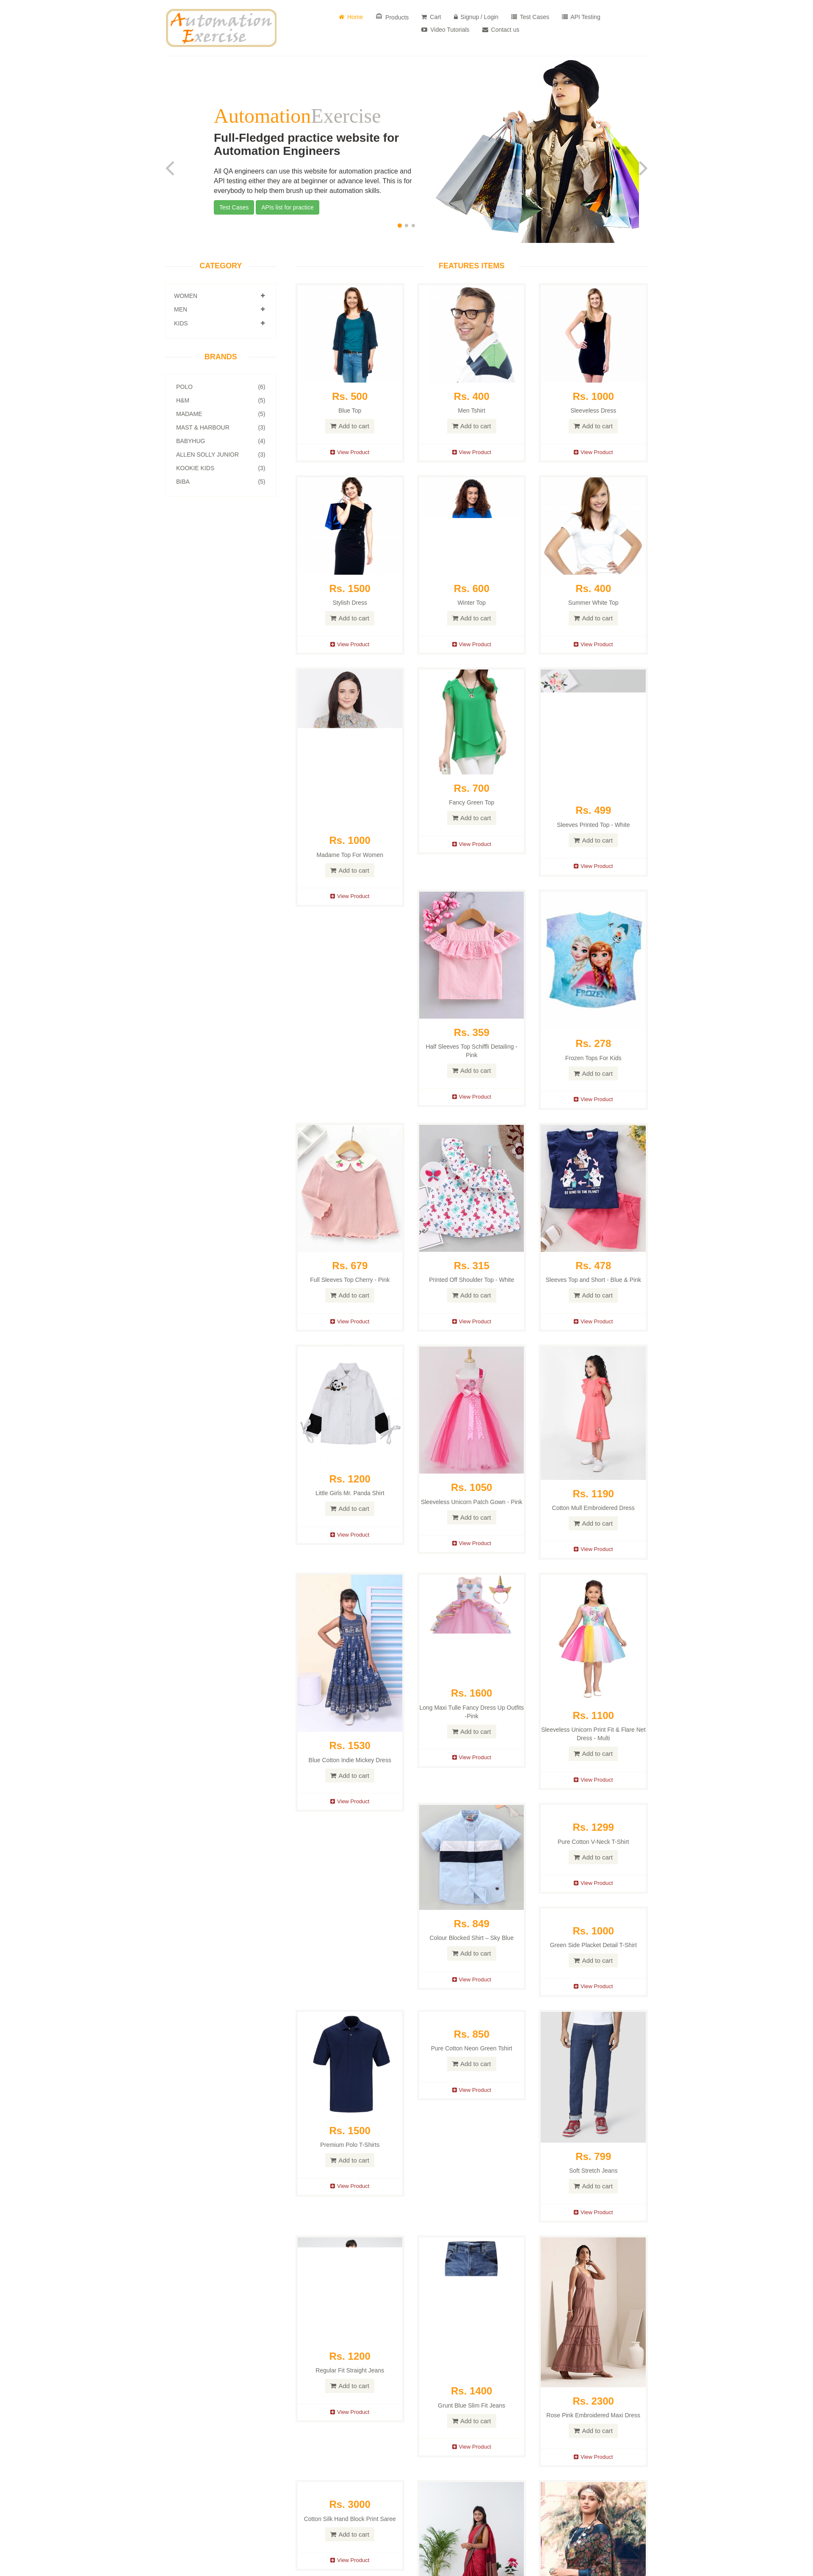 Automation
Exercise
Home
Products
Cart
Signup / Login
Test Cases
API Testing
Video Tutorials
Contact us
AutomationExercise
Full-Fledged practice website for
Automation Engineers
All QA engineers can use this website for automation practice and
API testing either they are at beginner or advance level. This is for
everybody to help them brush up their automation skills.
Test Cases
APIs list for practice
CATEGORY
WOMEN
MEN
KIDS
BRANDS
POLO (6)
H&M (5)
MADAME (5)
MAST & HARBOUR (3)
BABYHUG (4)
ALLEN SOLLY JUNIOR (3)
KOOKIE KIDS (3)
BIBA (5)
FEATURES ITEMS
Rs. 500
Blue Top
Add to cart
View Product
Rs. 400
Men Tshirt
Add to cart
View Product
Rs. 1000
Sleeveless Dress
Add to cart
View Product
Rs. 1500
Stylish Dress
Add to cart
View Product
Rs. 600
Winter Top
Add to cart
View Product
Rs. 400
Summer White Top
Add to cart
View Product
Rs. 1000
Madame Top For Women
Add to cart
View Product
Rs. 700
Fancy Green Top
Add to cart
View Product
Rs. 499
Sleeves Printed Top - White
Add to cart
View Product
Rs. 359
Half Sleeves Top Schiffli Detailing -
Pink
Add to cart
View Product
FROZEN
Rs. 278
Frozen Tops For Kids
Add to cart
View Product
Rs. 679
Full Sleeves Top Cherry - Pink
Add to cart
View Product
Rs. 315
Printed Off Shoulder Top - White
Add to cart
View Product
BE KIND TO THE PLANET
Rs. 478
Sleeves Top and Short - Blue & Pink
Add to cart
View Product
Rs. 1200
Little Girls Mr. Panda Shirt
Add to cart
View Product
Rs. 1050
Sleeveless Unicorn Patch Gown - Pink
Add to cart
View Product
Rs. 1190
Cotton Mull Embroidered Dress
Add to cart
View Product
Rs. 1530
Blue Cotton Indie Mickey Dress
Add to cart
View Product
Rs. 1600
Long Maxi Tulle Fancy Dress Up Outfits
-Pink
Add to cart
View Product
Rs. 1100
Sleeveless Unicorn Print Fit & Flare Net
Dress - Multi
Add to cart
View Product
Rs. 849
Colour Blocked Shirt – Sky Blue
Add to cart
View Product
Rs. 1299
Pure Cotton V-Neck T-Shirt
Add to cart
View Product
Rs. 1000
Green Side Placket Detail T-Shirt
Add to cart
View Product
Rs. 1500
Premium Polo T-Shirts
Add to cart
View Product
Rs. 850
Pure Cotton Neon Green Tshirt
Add to cart
View Product
Rs. 799
Soft Stretch Jeans
Add to cart
View Product
Rs. 1200
Regular Fit Straight Jeans
Add to cart
View Product
Rs. 1400
Grunt Blue Slim Fit Jeans
Add to cart
View Product
Rs. 2300
Rose Pink Embroidered Maxi Dress
Add to cart
View Product
Rs. 3000
Cotton Silk Hand Block Print Saree
Add to cart
View Product